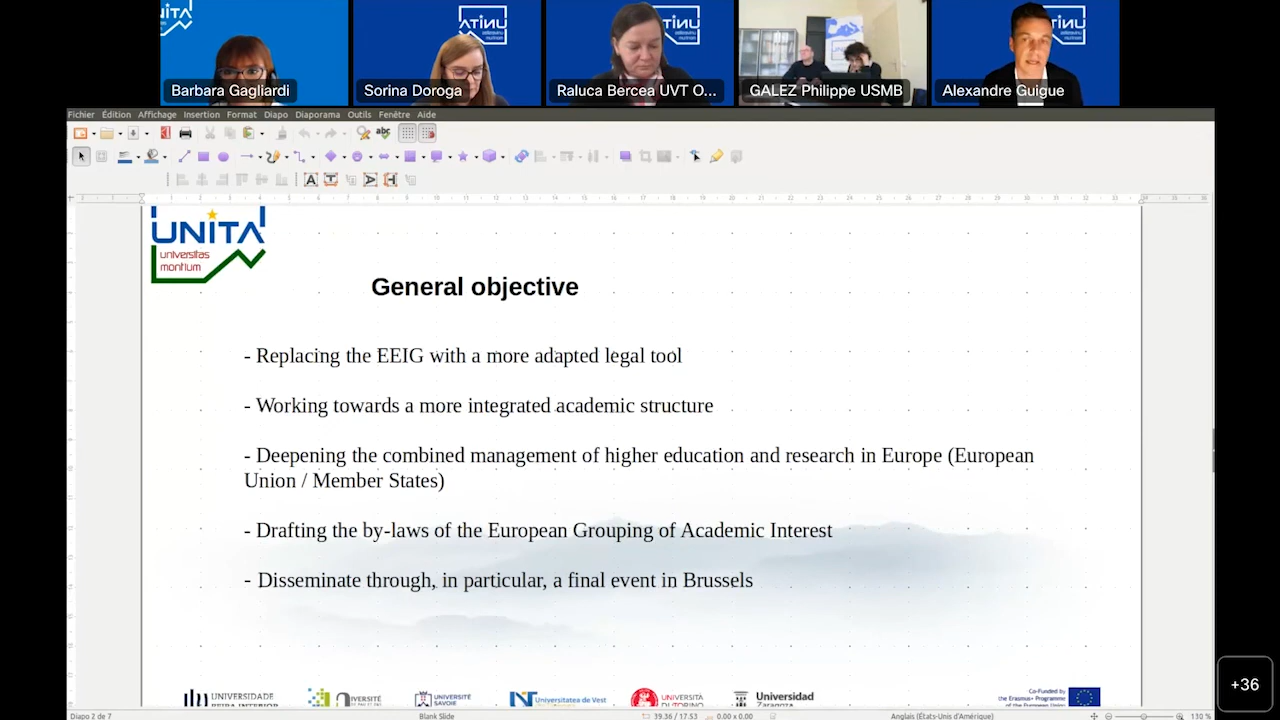 Barbara Gagliardi
Sorina Doroga
Raluca Bercea UVT O...
GALEZ Philippe USMB
Alexandre Guigue
Fichier Édition Affichage Insertion Format Diapo Diaporama Outils Fenêtre Aide
UNITA
universitas
montium
General objective
- Replacing the EEIG with a more adapted legal tool
- Working towards a more integrated academic structure
- Deepening the combined management of higher education and research in Europe (European
Union / Member States)
- Drafting the by-laws of the European Grouping of Academic Interest
- Disseminate through, in particular, a final event in Brussels
UNIVERSIDADE
UNIVERSITÉ
SAVOIE
Universitatea de Vest
UNIVERSITÀ
Universidad
Zaragoza
Co-Funded by
the Erasmus+ Programme
of the European Union
+36
Diapo 2 de 7
Blank Slide
39.36 / 17.53
0.00 x 0.00
Anglais (États-Unis d'Amérique)
130 %